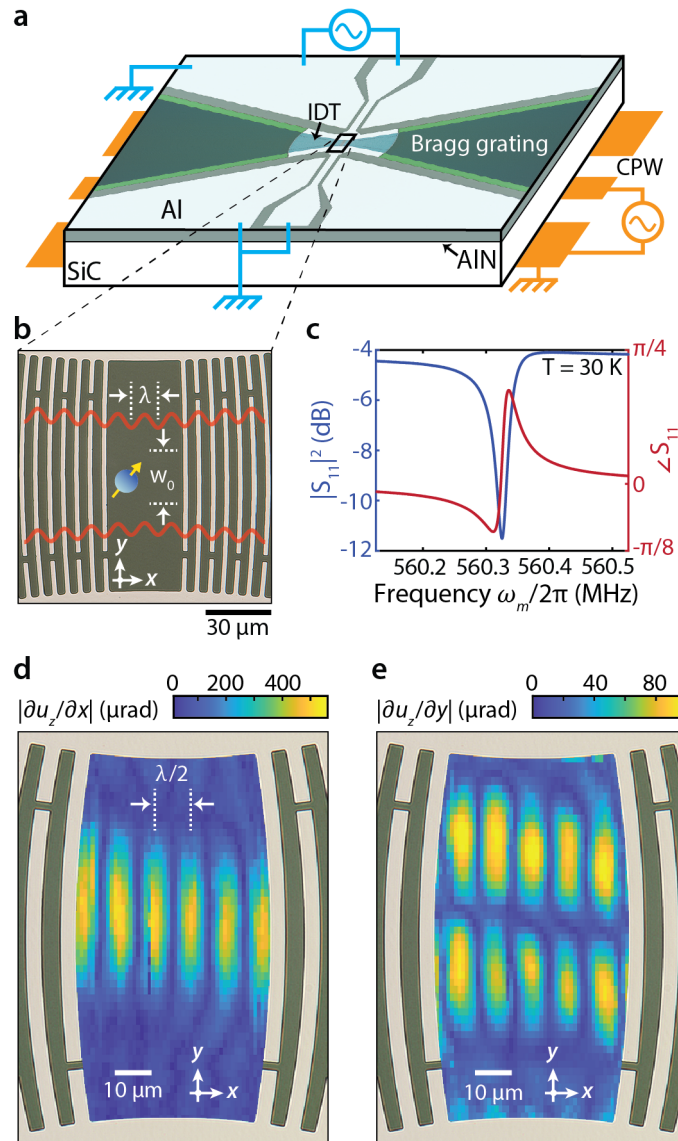 a
IDT
Bragg grating
CPW
Al
SiC
AlN
b
λ
w0
y
x
30 μm
c
-4
-6
-8
-10
-12
|S11|² (dB)
T = 30 K
π/4
0
-π/8
∠S11
560.2 560.3 560.4 560.5
Frequency ωm/2π (MHz)
d
0 200 400
|∂uz/∂x| (μrad)
λ/2
10 μm
y
x
e
0 40 80
|∂uz/∂y| (μrad)
10 μm
y
x